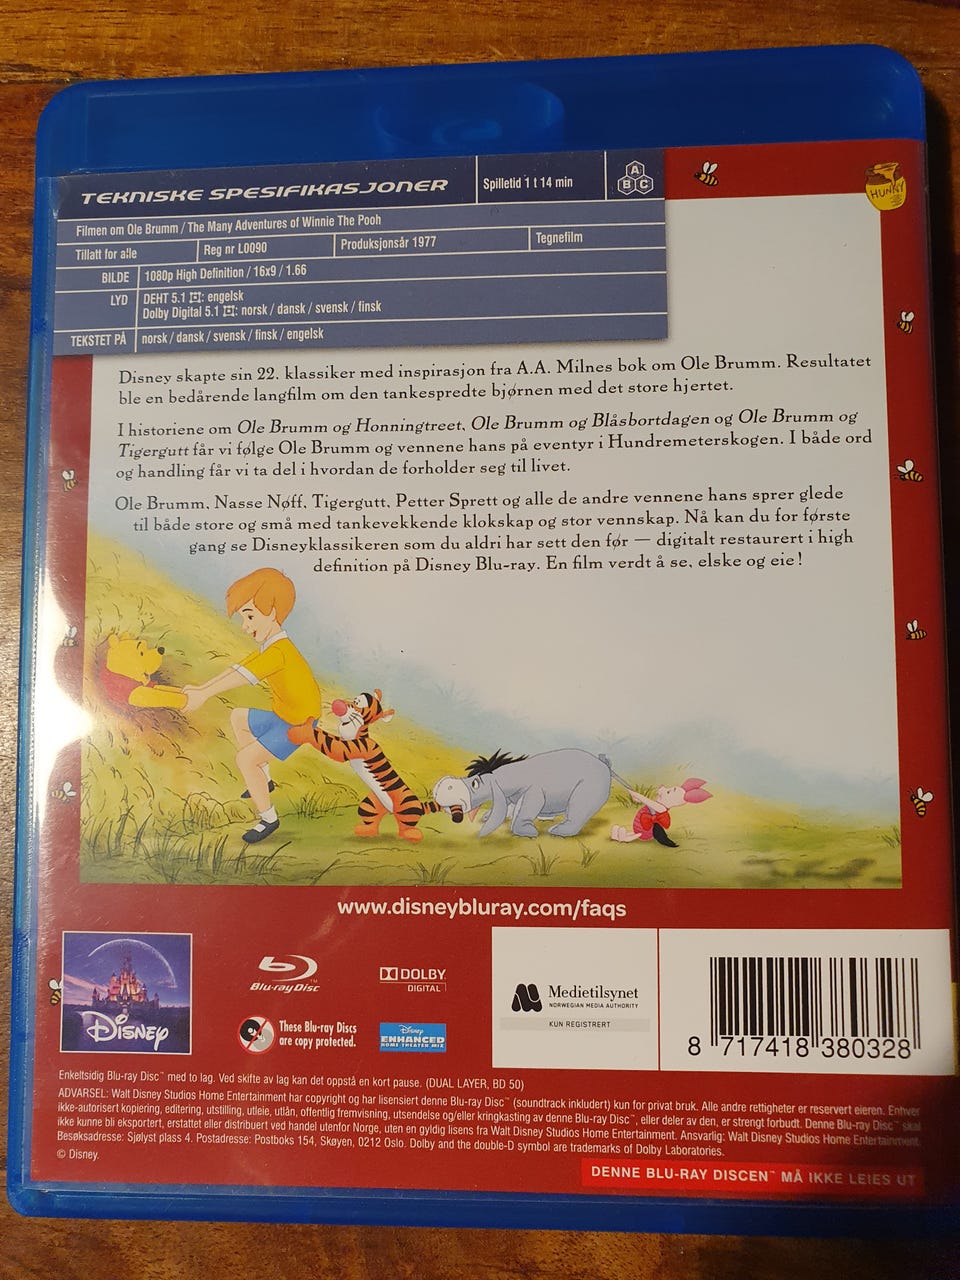 TEKNISKE SPESIFIKASJONER
Spilletid 1 t 14 min
A
B C
HUNNY
Filmen om Ole Brumm / The Many Adventures of Winnie The Pooh
Tillatt for alle
Reg nr L0090
Produksjonsår 1977
Tegnefilm
BILDE 1080p High Definition / 16x9 / 1.66
LYD DEHT 5.1: engelsk
Dolby Digital 5.1: norsk / dansk / svensk / finsk
TEKSTET PÅ norsk / dansk / svensk / finsk / engelsk
Disney skapte sin 22. klassiker med inspirasjon fra A.A. Milnes bok om Ole Brumm. Resultatet
ble en bedårende langfilm om den tankespredte bjørnen med det store hjertet.
I historiene om Ole Brumm og Honningtreet, Ole Brumm og Blåsbortdagen og Ole Brumm og
Tigergutt får vi følge Ole Brumm og vennene hans på eventyr i Hundremeterskogen. I både ord
og handling får vi ta del i hvordan de forholder seg til livet.
Ole Brumm, Nasse Nøff, Tigergutt, Petter Sprett og alle de andre vennene hans sprer glede
til både store og små med tankevekkende klokskap og stor vennskap. Nå kan du for første
gang se Disneyklassikeren som du aldri har sett den før — digitalt restaurert i high
definition på Disney Blu-ray. En film verdt å se, elske og eie!
www.disneybluray.com/faqs
Disney
Blu-ray Disc™
DOLBY
DIGITAL
These Blu-ray Discs
are copy protected.
Disney
ENHANCED
HOME THEATER MIX
Medietilsynet
NORWEGIAN MEDIA AUTHORITY
KUN REGISTRERT
8 717418 380328
Enkeltsidig Blu-ray Disc™ med to lag. Ved skifte av lag kan det oppstå en kort pause. (DUAL LAYER, BD 50)
ADVARSEL: Walt Disney Studios Home Entertainment har copyright og har lisensiert denne Blu-ray Disc™ (soundtrack inkludert) kun for privat bruk. Alle andre rettigheter er reservert eieren. Enhver
ikke-autorisert kopiering, editering, utstilling, utleie, utlån, offentlig fremvisning, utsendelse og/eller kringkasting av denne Blu-ray Disc™, eller deler av den, er strengt forbudt. Denne Blu-ray Disc™ skal
ikke kunne bli eksportert, erstattet eller distribuert ved handel utenfor Norge, uten en gyldig lisens fra Walt Disney Studios Home Entertainment. Ansvarlig: Walt Disney Studios Home Entertainment.
Besøksadresse: Sjølyst plass 4. Postadresse: Postboks 154, Skøyen, 0212 Oslo. Dolby and the double-D symbol are trademarks of Dolby Laboratories.
© Disney.
DENNE BLU-RAY DISCEN™ MÅ IKKE LEIES UT